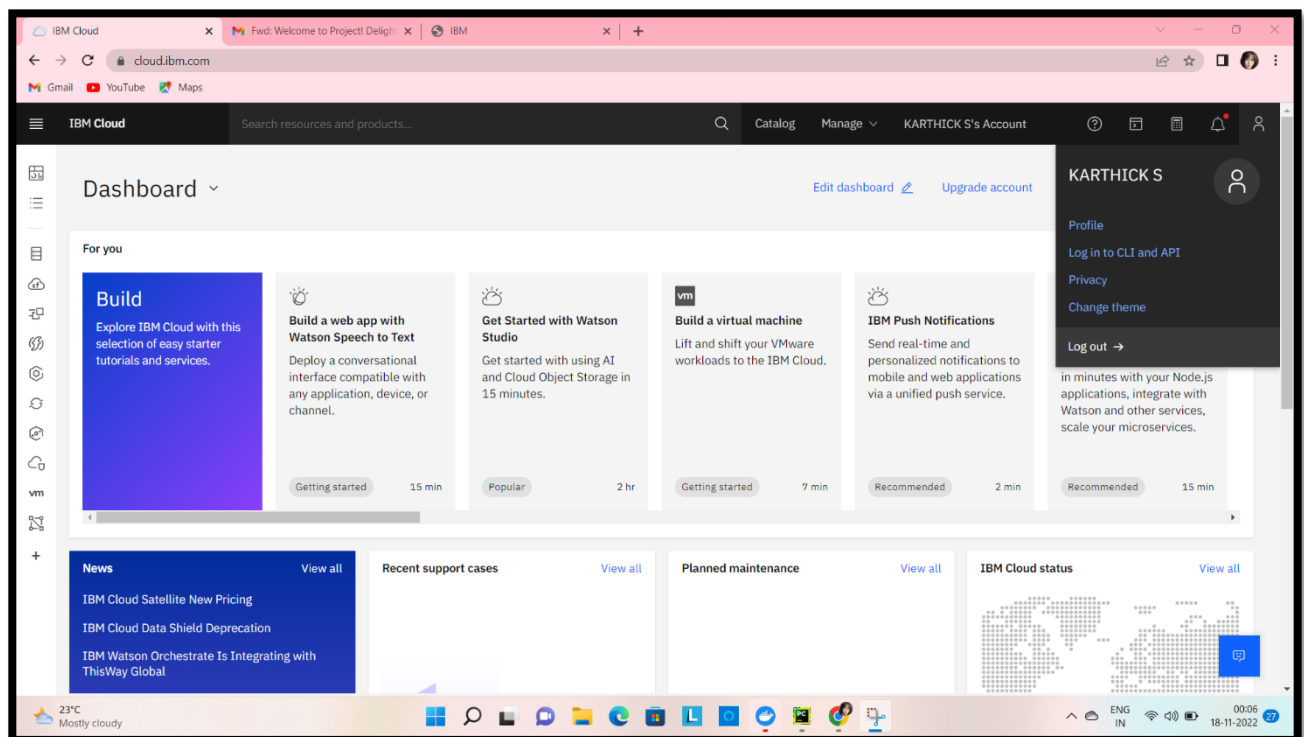 IBM Cloud
Fwd: Welcome to Project! Deligh
IBM
cloud.ibm.com
Gmail
YouTube
Maps
IBM Cloud
Search resources and products...
Catalog
Manage
KARTHICK S's Account
Dashboard
Edit dashboard
Upgrade account
KARTHICK S
Profile
Log in to CLI and API
Privacy
Change theme
Log out →
For you
Build
Explore IBM Cloud with this
selection of easy starter
tutorials and services.
Build a web app with
Watson Speech to Text
Deploy a conversational
interface compatible with
any application, device, or
channel.
Getting started
15 min
Get Started with Watson
Studio
Get started with using AI
and Cloud Object Storage in
15 minutes.
Popular
2 hr
vm
Build a virtual machine
Lift and shift your VMware
workloads to the IBM Cloud.
Getting started
7 min
IBM Push Notifications
Send real-time and
personalized notifications to
mobile and web applications
via a unified push service.
Recommended
2 min
in minutes with your Node.js
applications, integrate with
Watson and other services,
scale your microservices.
Recommended
15 min
vm
News
View all
IBM Cloud Satellite New Pricing
IBM Cloud Data Shield Deprecation
IBM Watson Orchestrate Is Integrating with
ThisWay Global
Recent support cases
View all
Planned maintenance
View all
IBM Cloud status
View all
23°C
Mostly cloudy
L
PC
ENG
IN
00:06
18-11-2022
27